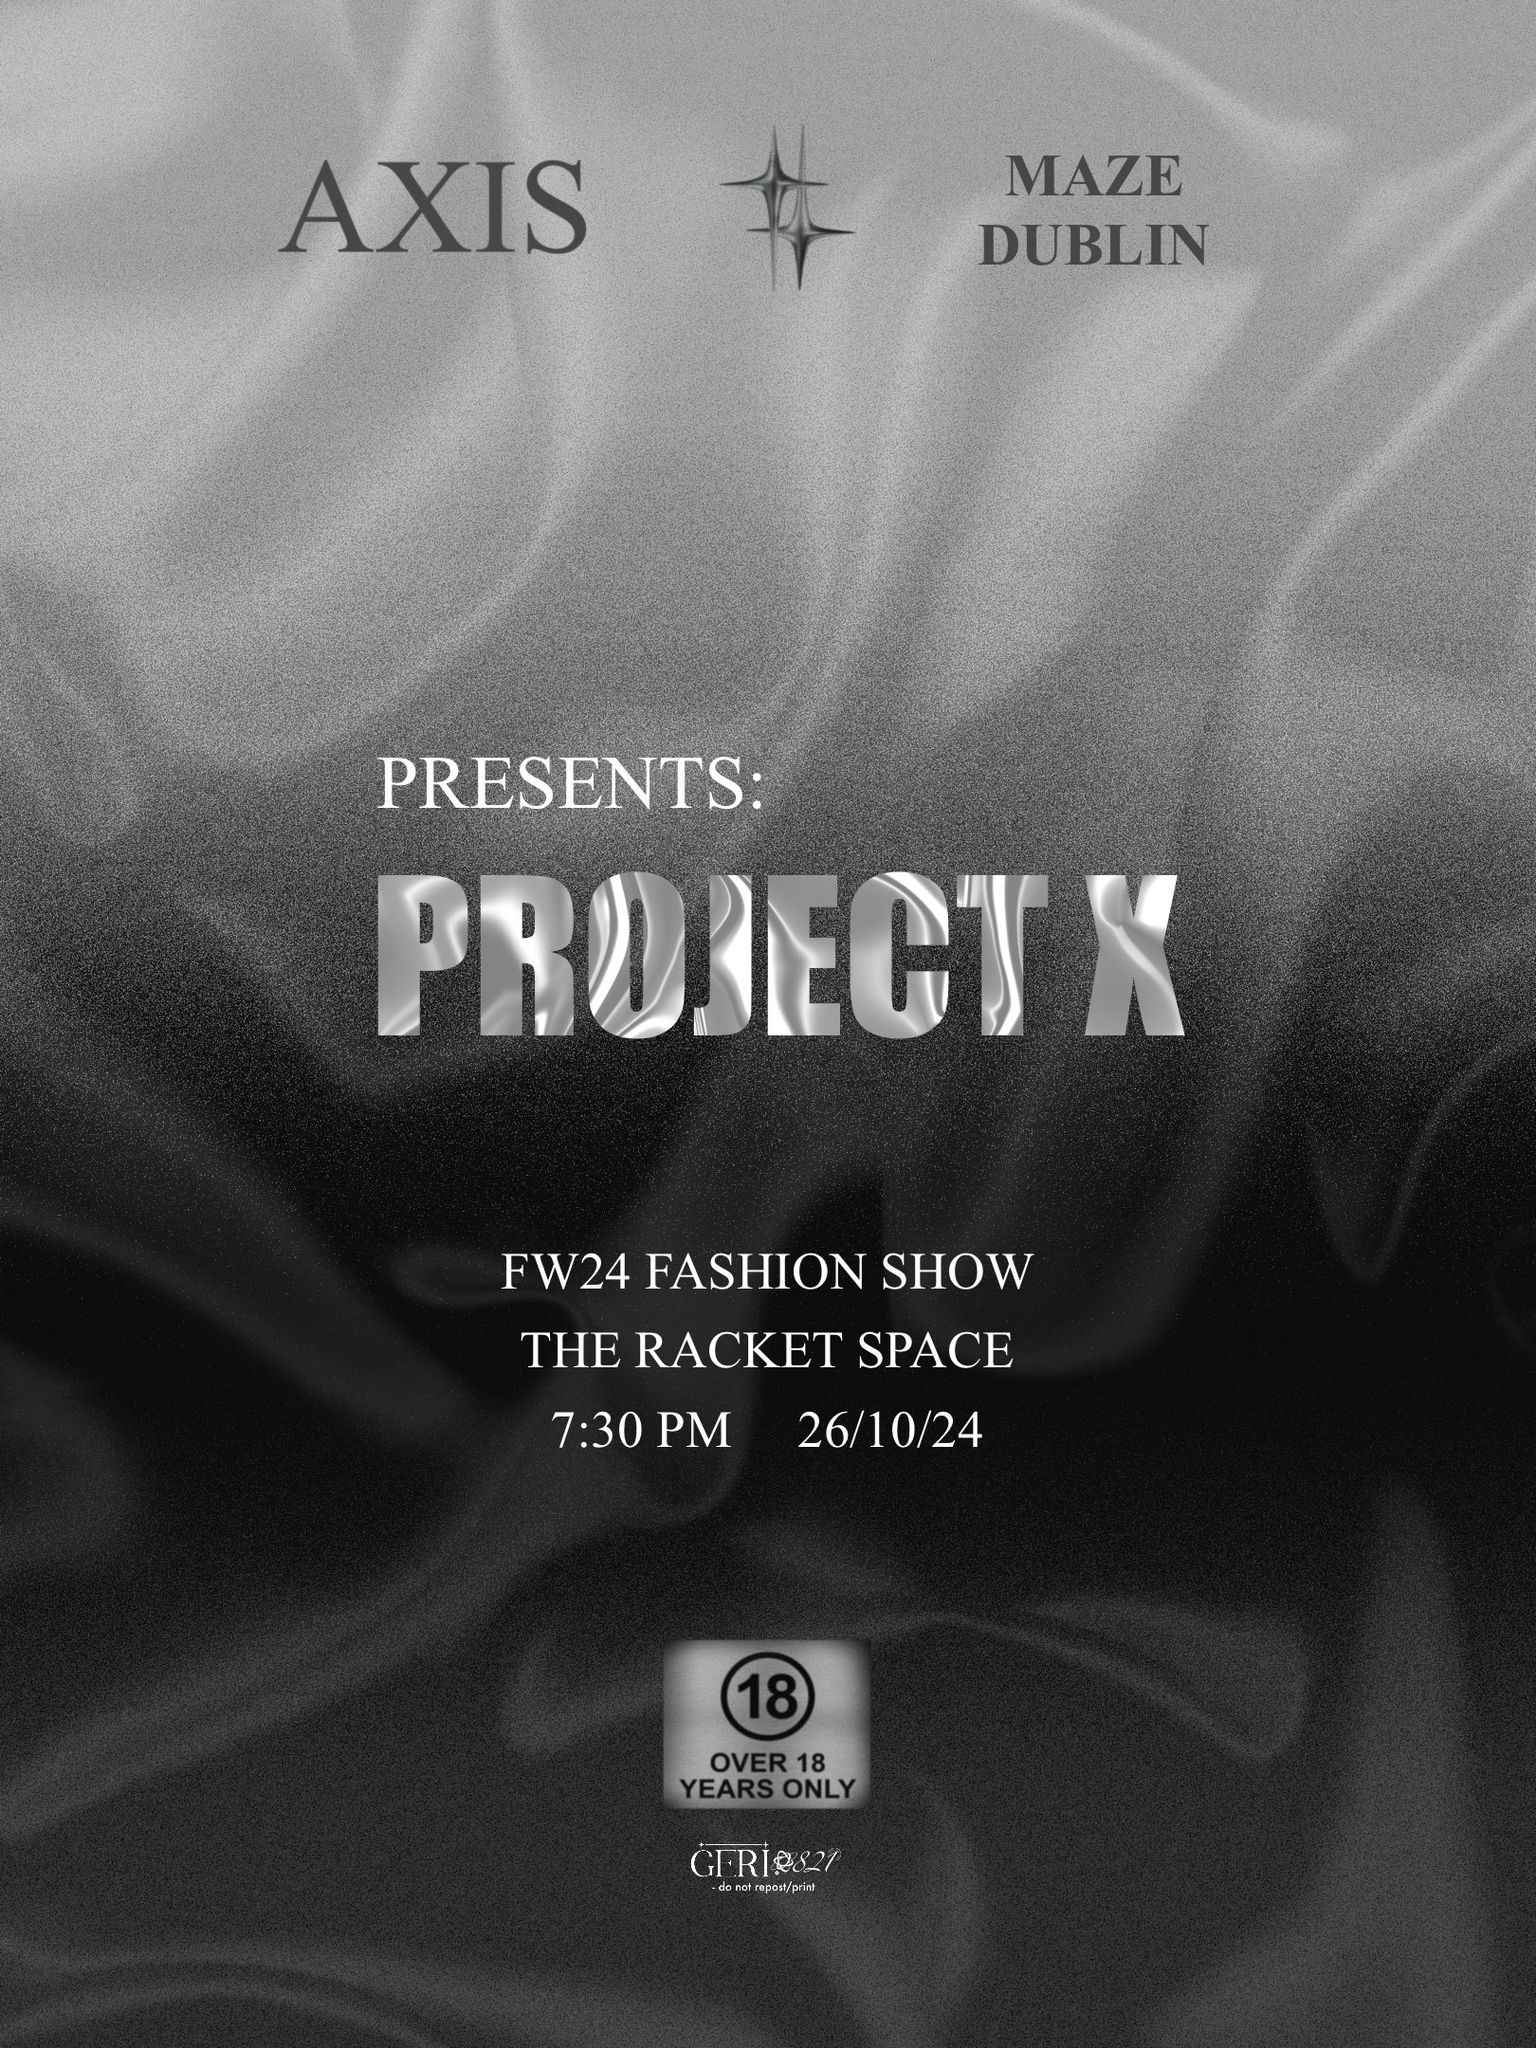 AXIS
MAZE
DUBLIN
PRESENTS:
PROJECT X
FW24 FASHION SHOW
THE RACKET SPACE
7:30 PM 26/10/24
18
OVER 18
YEARS ONLY
- do not repost/print